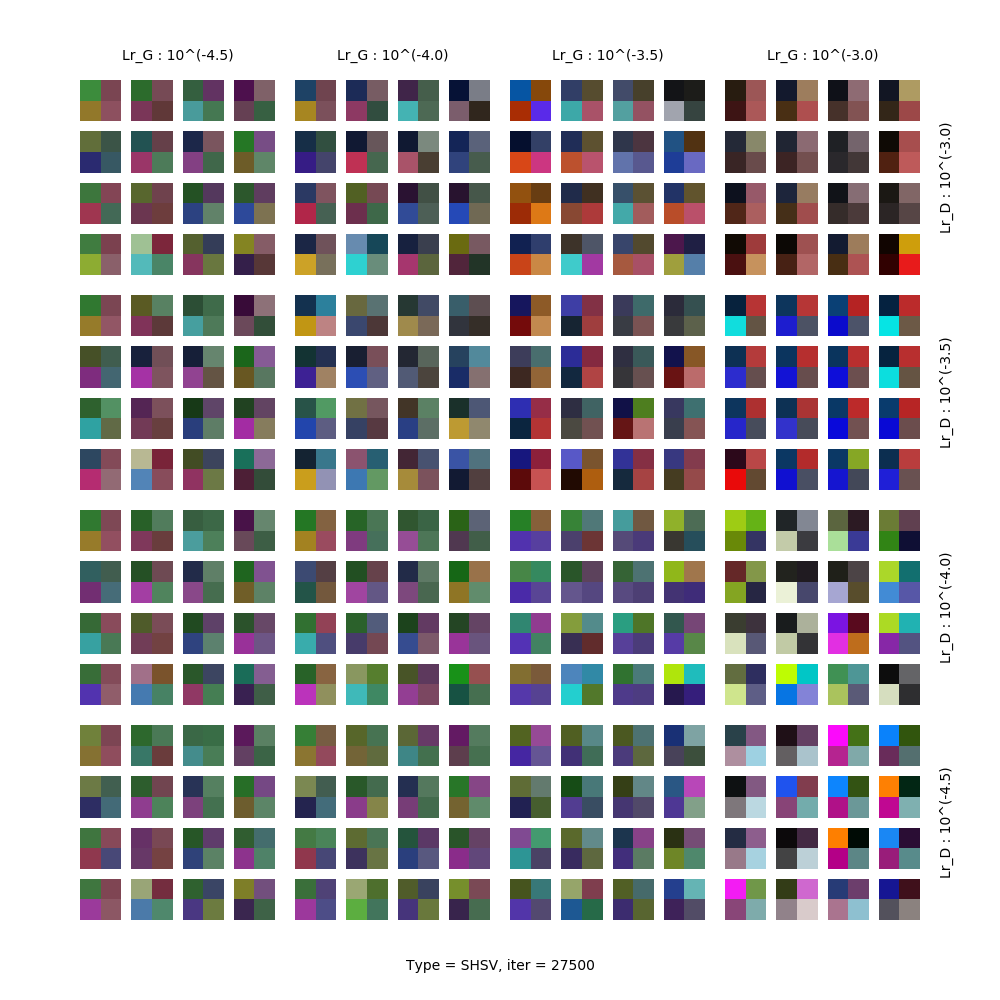 Lr_G : 10^(-4.5)
Lr_G : 10^(-4.0)
Lr_G : 10^(-3.5)
Lr_G : 10^(-3.0)
Lr_D : 10^(-3.0)
Lr_D : 10^(-3.5)
Lr_D : 10^(-4.0)
Lr_D : 10^(-4.5)
Type = SHSV, iter = 27500